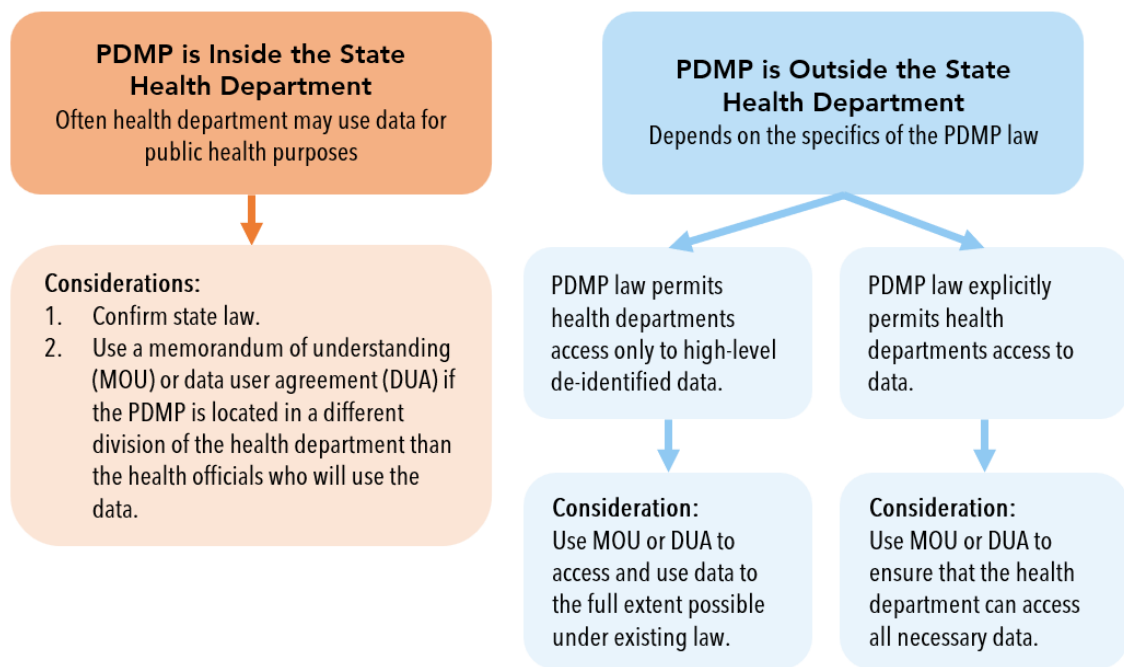 PDMP is Inside the State
Health Department
Often health department may use data for
public health purposes
Considerations:
1. Confirm state law.
2. Use a memorandum of understanding
(MOU) or data user agreement (DUA) if
the PDMP is located in a different
division of the health department than
the health officials who will use the
data.
PDMP is Outside the State
Health Department
Depends on the specifics of the PDMP law
PDMP law permits
health departments
access only to high-level
de-identified data.
Consideration:
Use MOU or DUA to
access and use data to
the full extent possible
under existing law.
PDMP law explicitly
permits health
departments access to
data.
Consideration:
Use MOU or DUA to
ensure that the health
department can access
all necessary data.